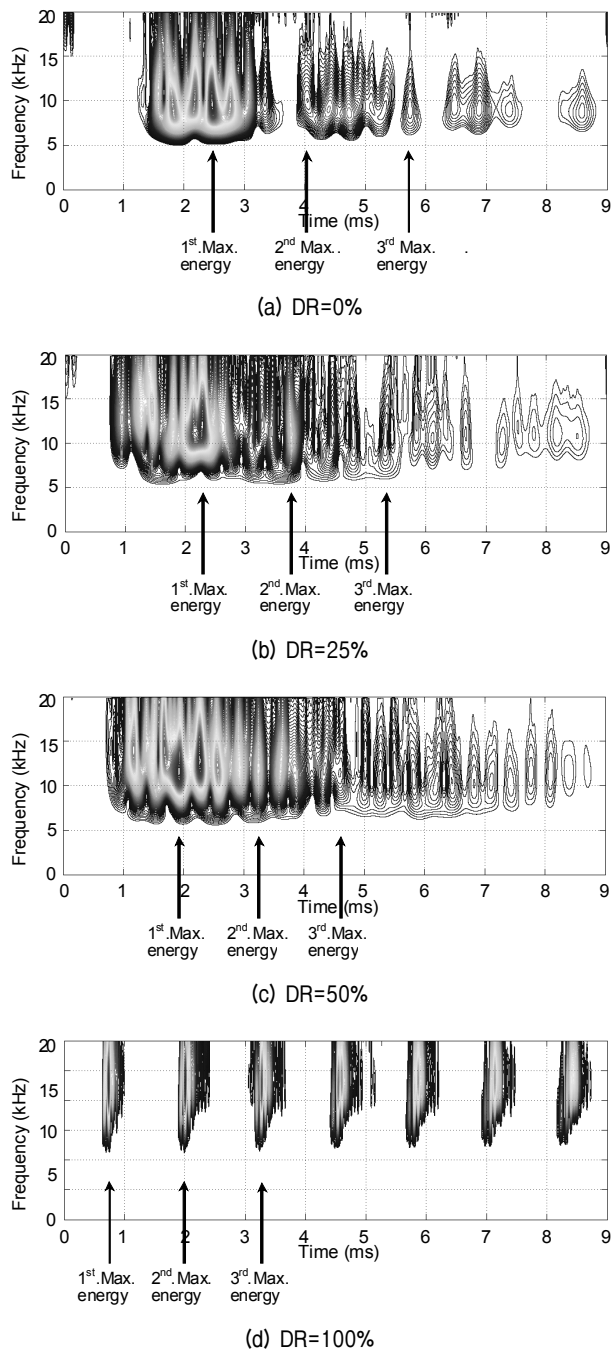 20
15
10
5
0
Frequency (kHz)
0 1 2 3 4 5 6 7 8 9
Time (ms)
1st.Max. 2nd Max.. 3rd Max. .
energy energy energy
(a) DR=0%
20
15
10
5
0
Frequency (kHz)
0 1 2 3 4 5 6 7 8 9
Time (ms)
1st.Max. 2nd.Max. 3rd.Max.
energy energy energy
(b) DR=25%
20
15
10
5
0
Frequency (kHz)
0 1 2 3 4 5 6 7 8 9
Time (ms)
1st.Max. 2nd.Max. 3rd.Max.
energy energy energy
(c) DR=50%
20
15
10
5
0
Frequency (kHz)
0 1 2 3 4 5 6 7 8 9
Time (ms)
1st.Max. 2nd.Max. 3rd.Max.
energy energy energy
(d) DR=100%